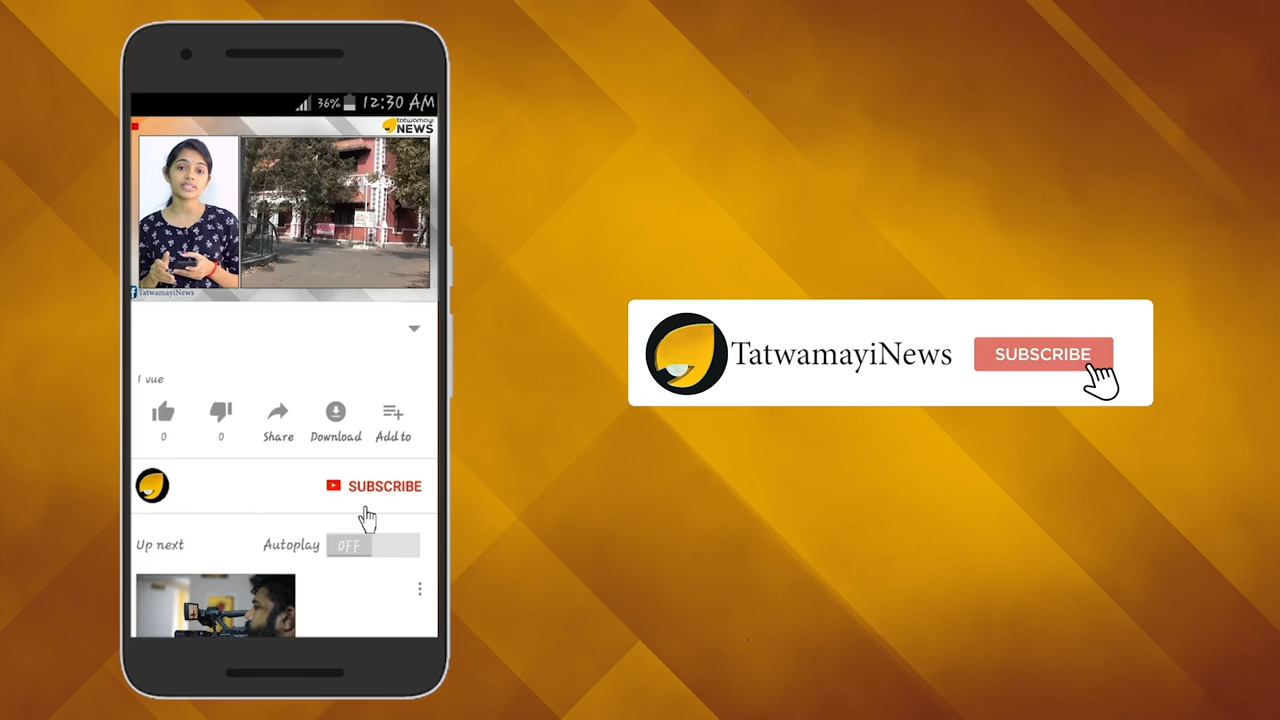 36% 12:30 AM
tatwamayi
NEWS
TatwamayiNews
1 vue
0 0 Share Download Add to
SUBSCRIBE
Up next Autoplay OFF
TatwamayiNews SUBSCRIBE